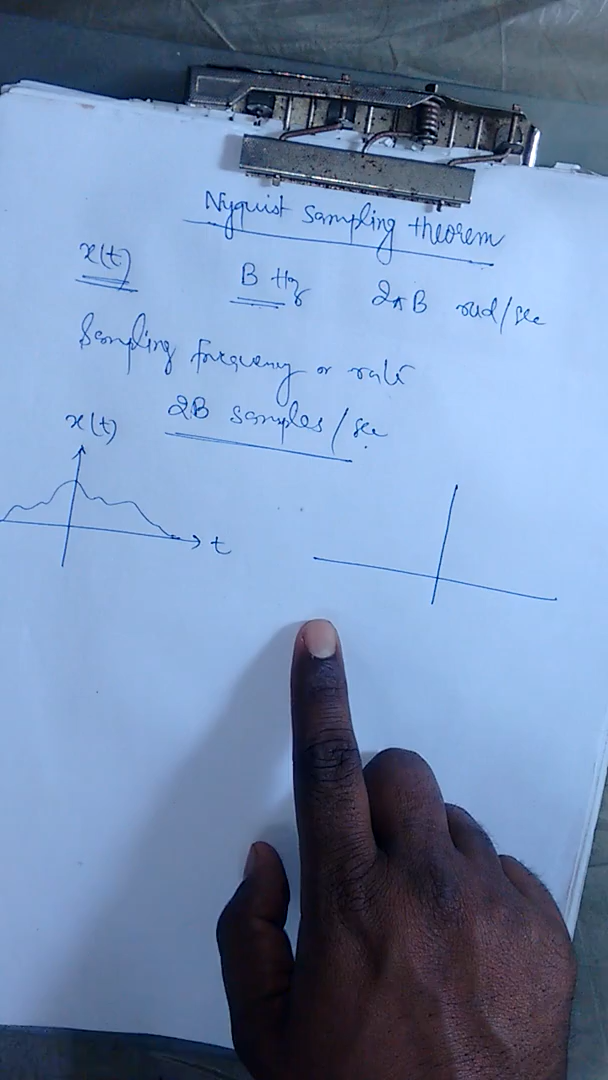 Nyquist Sampling theorem
x(t) B Hz 2πB rad/sec
Sampling frequency or rate
2B samples/sec
x(t)
t